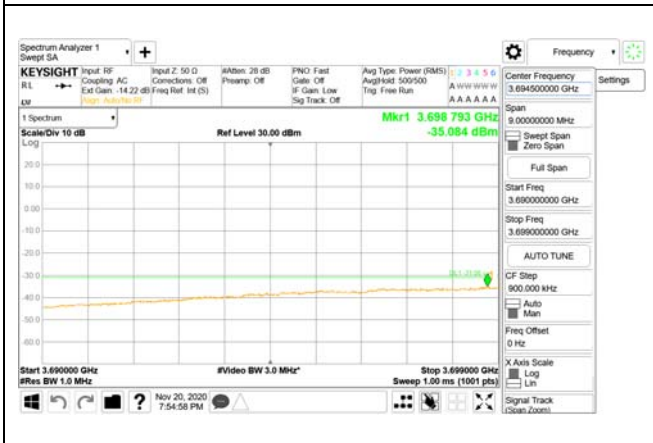 Spectrum Analyzer 1
Swept SA
Frequency
KEYSIGHT
RL
Input: RF
Coupling: AC
Ext Gain: -14.22 dB
Align: Auto/No RF
Input Z: 50 Ω
Corrections: Off
Freq Ref: Int (S)
#Atten: 28 dB
Preamp: Off
PNO: Fast
Gate: Off
IF Gain: Low
Sig Track: Off
Avg Type: Power (RMS)
Avg|Hold: 500/500
Trig: Free Run
1 2 3 4 5 6
A W W W W W
A A A A A A
Center Frequency
3.694500000 GHz
Settings
Span
9.00000000 MHz
Swept Span
Zero Span
Full Span
Start Freq
3.690000000 GHz
Stop Freq
3.699000000 GHz
AUTO TUNE
CF Step
900.000 kHz
Auto
Man
Freq Offset
0 Hz
X Axis Scale
Log
Lin
Signal Track
(Span Zoom)
1 Spectrum
Scale/Div 10 dB
Log
Ref Level 30.00 dBm
Mkr1 3.698 793 GHz
-35.084 dBm
20.0
10.0
0.00
-10.0
-20.0
-30.0
-40.0
-50.0
-60.0
Start 3.690000 GHz
#Res BW 1.0 MHz
#Video BW 3.0 MHz*
Stop 3.699000 GHz
Sweep 1.00 ms (1001 pts)
Nov 20, 2020
7:54:58 PM